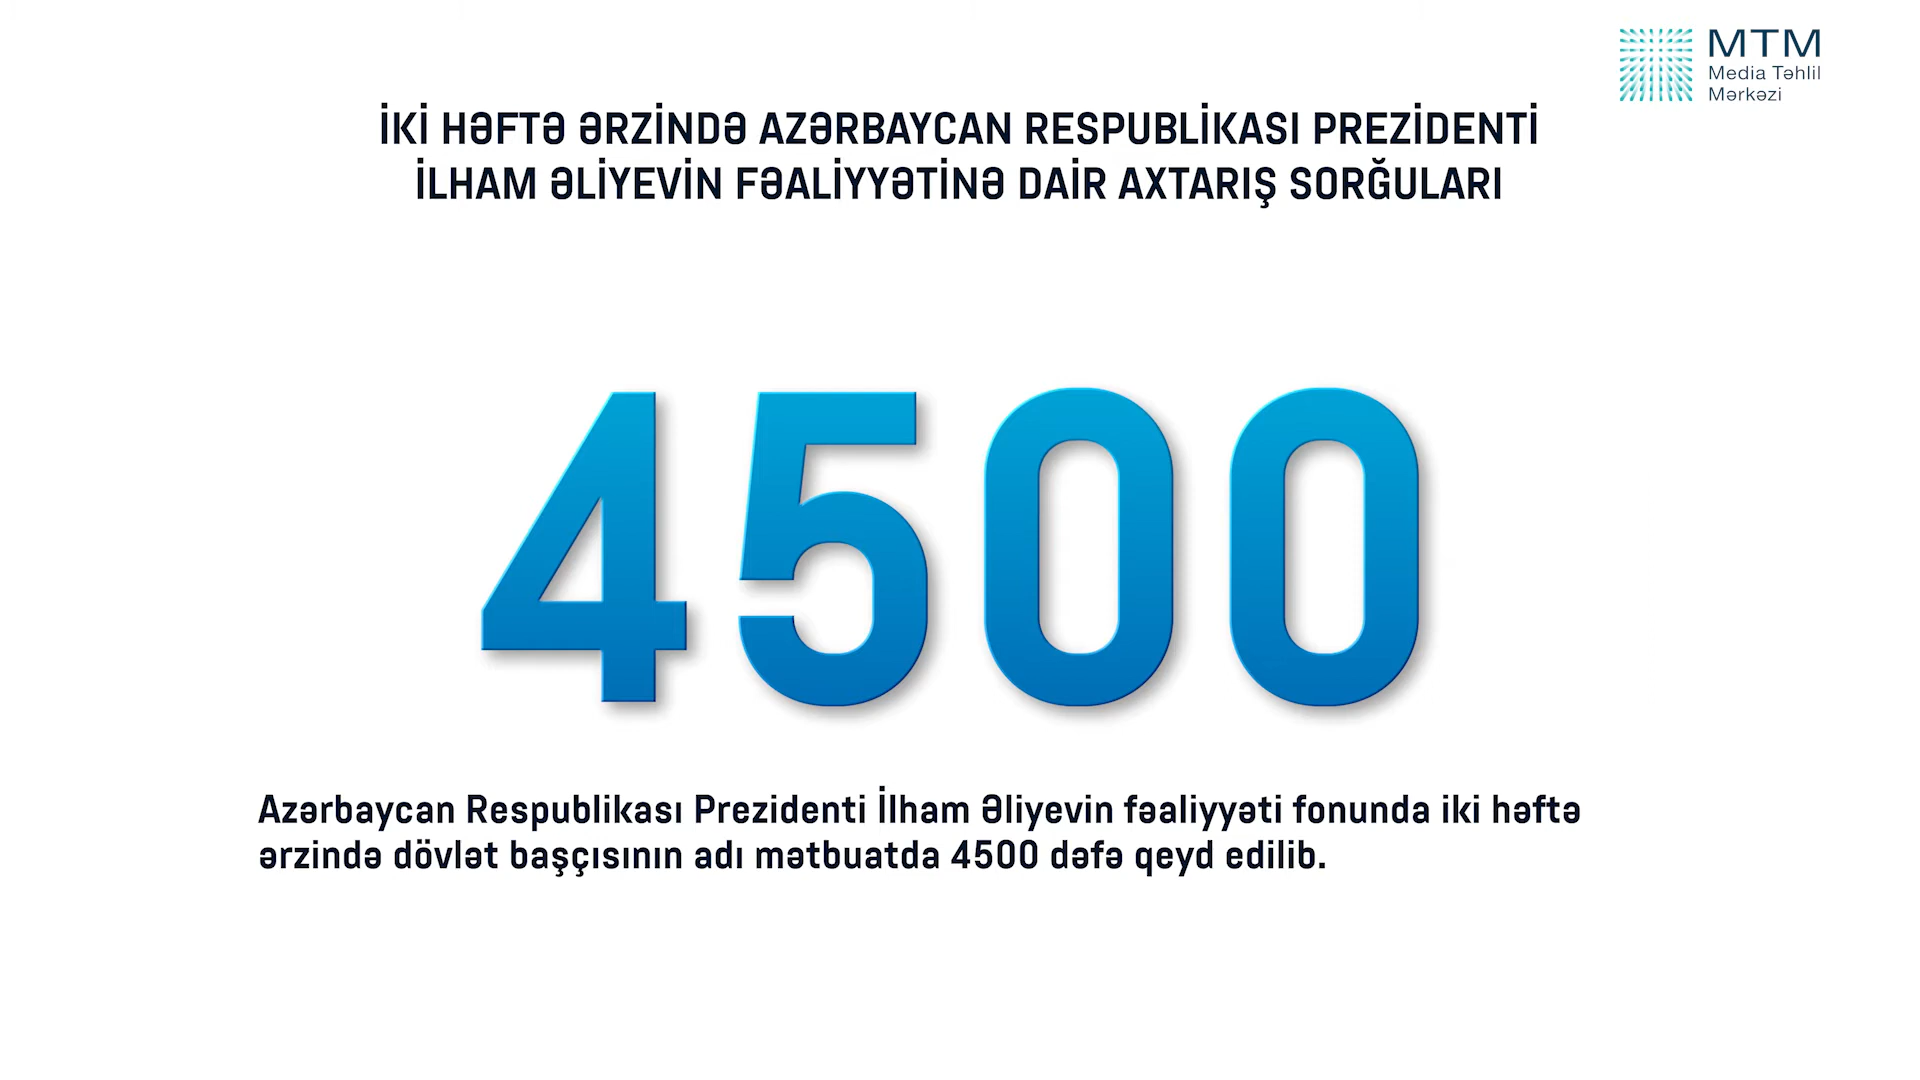 MTM
Media Təhlil
Mərkəzi
İKİ HƏFTƏ ƏRZİNDƏ AZƏRBAYCAN RESPUBLİKASI PREZİDENTİ
İLHAM ƏLİYEVİN FƏALİYYƏTİNƏ DAİR AXTARIŞ SORĞULARI
4500
Azərbaycan Respublikası Prezidenti İlham Əliyevin fəaliyyəti fonunda iki həftə
ərzində dövlət başçısının adı mətbuatda 4500 dəfə qeyd edilib.